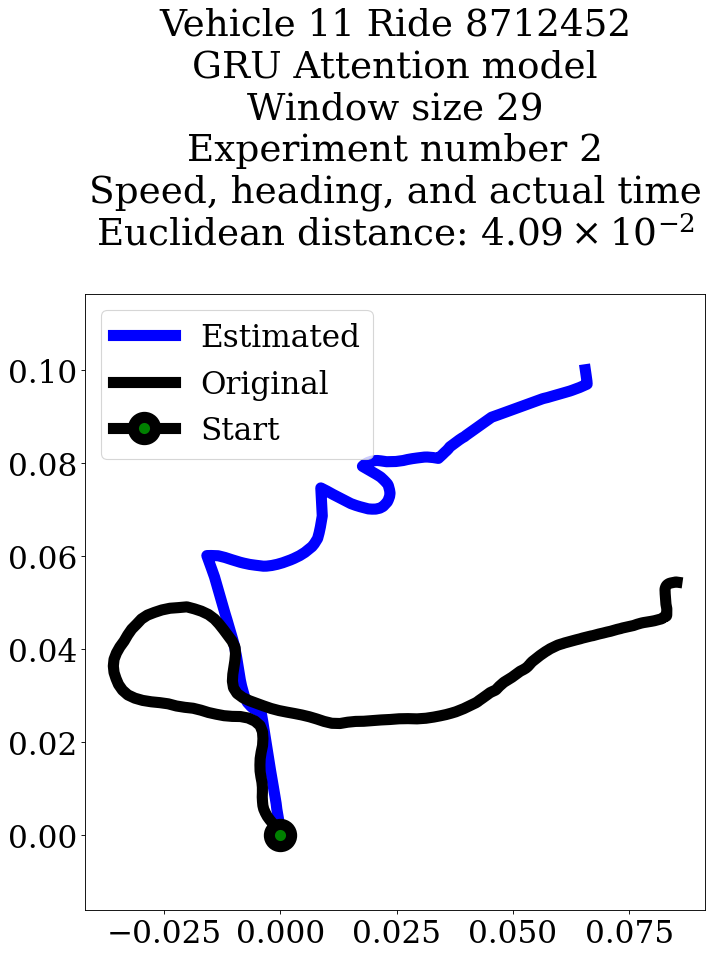 Vehicle 11 Ride 8712452
GRU Attention model
Window size 29
Experiment number 2
Speed, heading, and actual time
Euclidean distance: 4.09 × 10⁻²
Estimated
Original
Start
0.10
0.08
0.06
0.04
0.02
0.00
−0.025 0.000 0.025 0.050 0.075